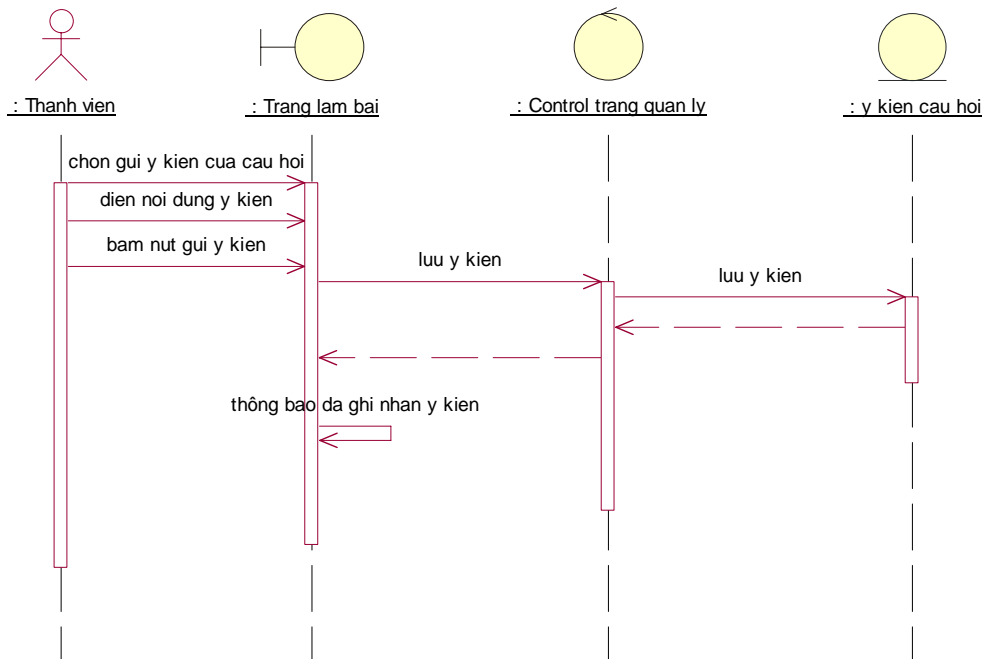 : Thanh vien
: Trang lam bai
: Control trang quan ly
: y kien cau hoi
chon gui y kien cua cau hoi
dien noi dung y kien
bam nut gui y kien
luu y kien
luu y kien
thông bao da ghi nhan y kien